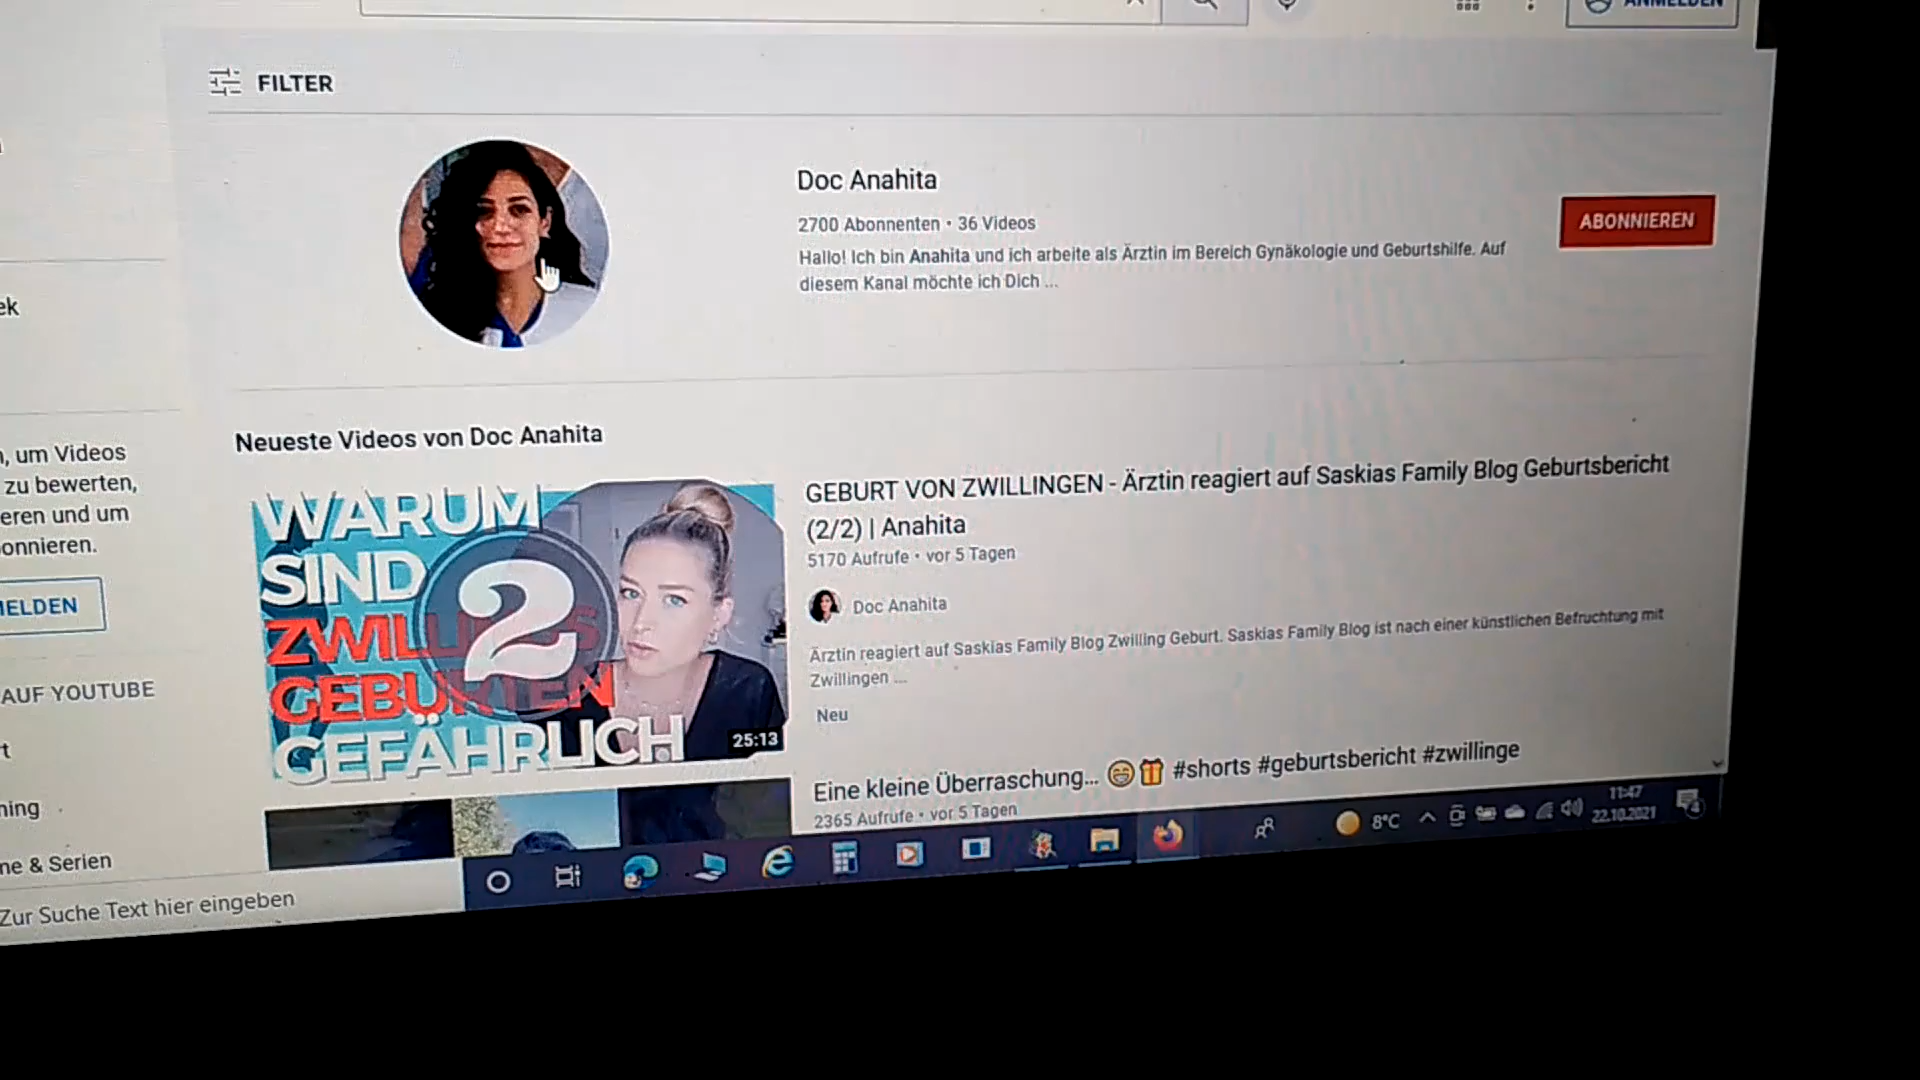 ANMELDEN
FILTER
Doc Anahita
2700 Abonnenten • 36 Videos
ABONNIEREN
Hallo! Ich bin Anahita und ich arbeite als Ärztin im Bereich Gynäkologie und Geburtshilfe. Auf
diesem Kanal möchte ich Dich ...
ek
Neueste Videos von Doc Anahita
, um Videos
zu bewerten,
eren und um
onnieren.
ELDEN
AUF YOUTUBE
t
ning
ne & Serien
WARUM
SIND
ZWIL
GEBURTEN
GEFÄHRLICH
2
25:13
GEBURT VON ZWILLINGEN - Ärztin reagiert auf Saskias Family Blog Geburtsbericht
(2/2) | Anahita
5170 Aufrufe • vor 5 Tagen
Doc Anahita
Ärztin reagiert auf Saskias Family Blog Zwilling Geburt. Saskias Family Blog ist nach einer künstlichen Befruchtung mit
Zwillingen ...
Neu
Eine kleine Überraschung... 😁🎁 #shorts #geburtsbericht #zwillinge
2365 Aufrufe • vor 5 Tagen
Zur Suche Text hier eingeben
8°C
11:47
22.10.2021
4